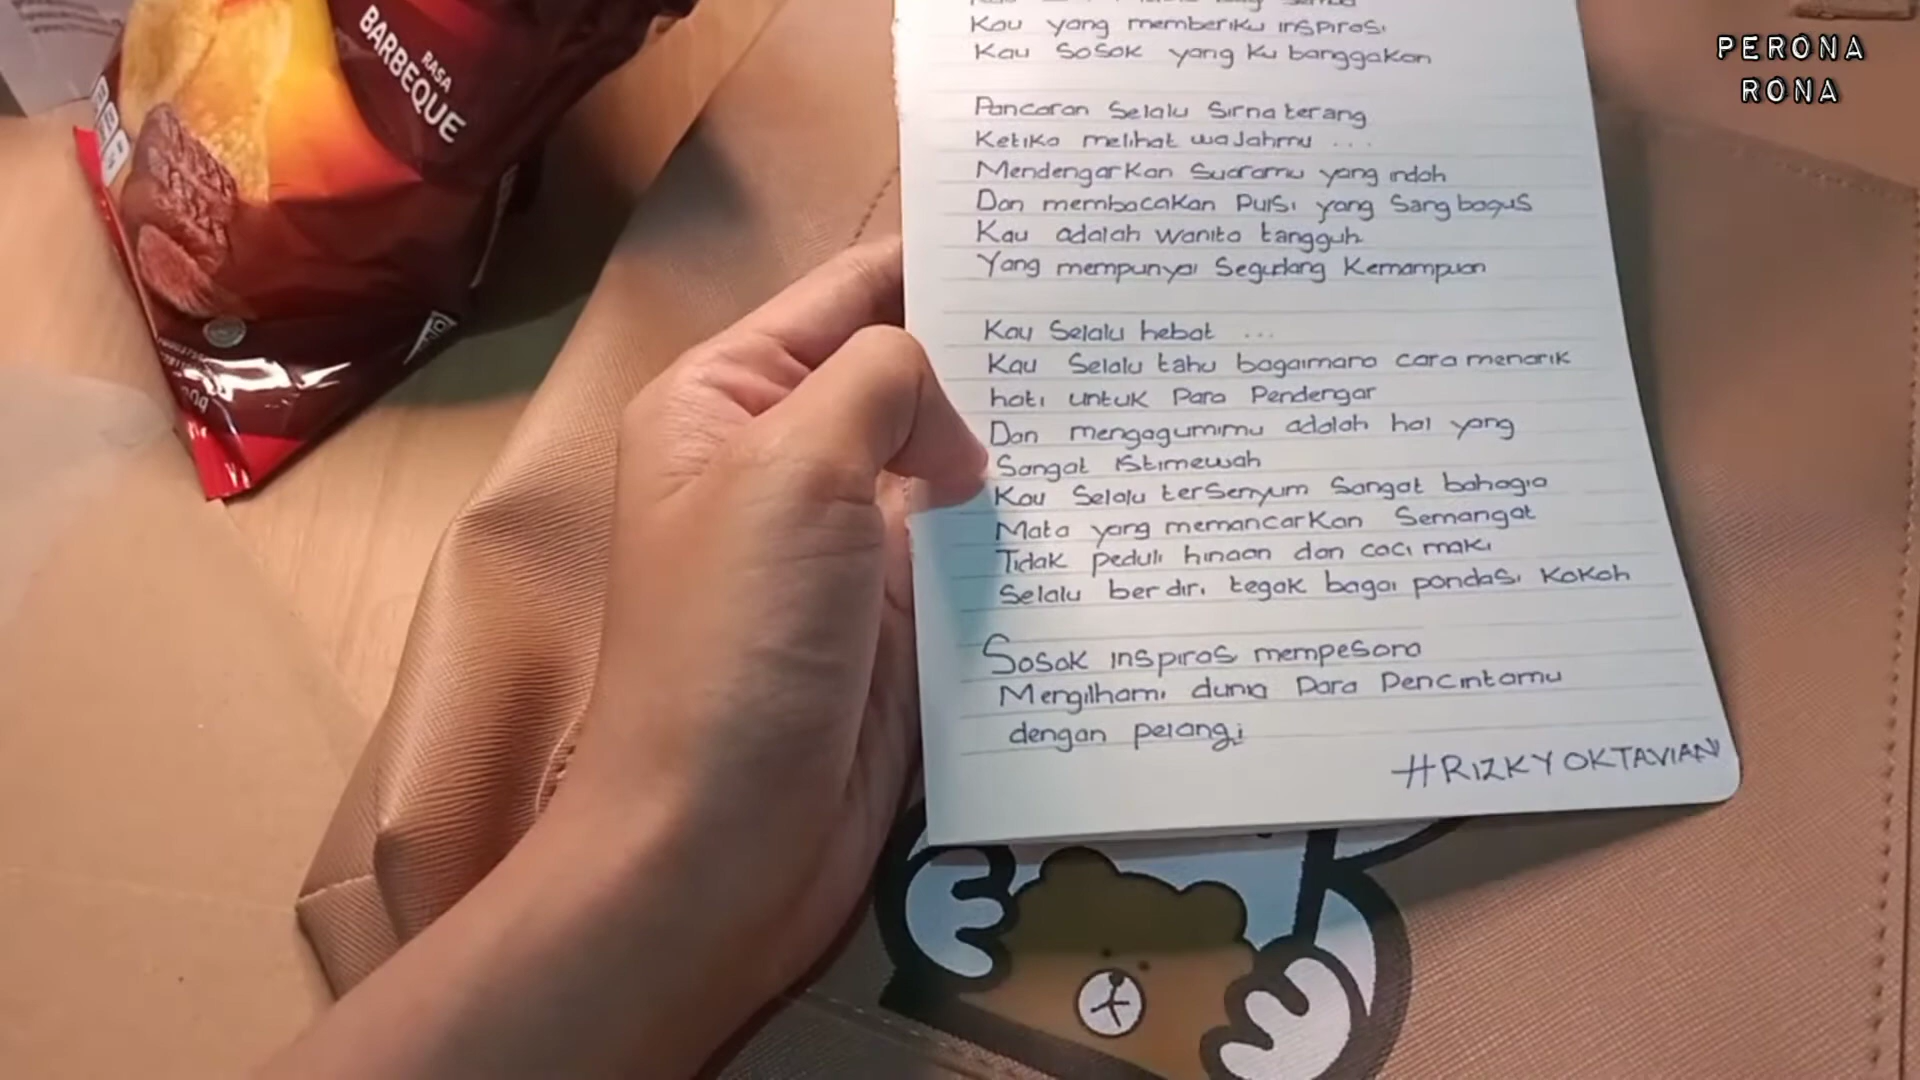 PERONA
RONA
RASA
BARBEQUE
Kau yang memberiku inspirasi
Kau sosok yang ku banggakan
Pancaran selalu sirna terang
Ketika melihat wajahmu ...
Mendengarkan suaramu yang indah
Dan membacakan puisi yang sang bagus
Kau adalah wanita tangguh
Yang mempunyai segudang kemampuan
Kau selalu hebat ...
Kau selalu tahu bagaimana cara menarik
hati untuk para pendengar
Dan mengagumimu adalah hal yang
Sangat istimewah
Kau selalu tersenyum sangat bahagia
Mata yang memancarkan semangat
Tidak peduli hinaan dan caci maki
Selalu berdiri tegak bagai pondasi kokoh
Sosok inspirasi mempesona
Mengilhami dunia para pencintamu
dengan pelangi
#RIZKYOKTAVIAN